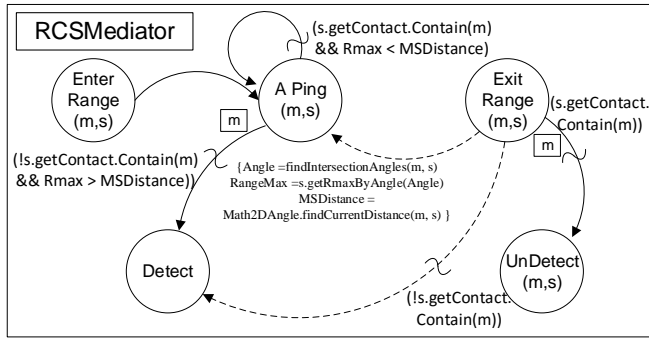 RCSMediator
(s.getContact.Contain(m)
&& Rmax < MSDistance)
Enter
Range
(m,s)
A Ping
(m,s)
Exit
Range
(m,s)
(s.getContact.
Contain(m))
m
m
(!s.getContact.Contain(m)
&& Rmax > MSDistance))
{Angle =findIntersectionAngles(m, s)
RangeMax =s.getRmaxByAngle(Angle)
MSDistance =
Math2DAngle.findCurrentDistance(m, s) }
Detect
UnDetect
(m,s)
(!s.getContact.
Contain(m))